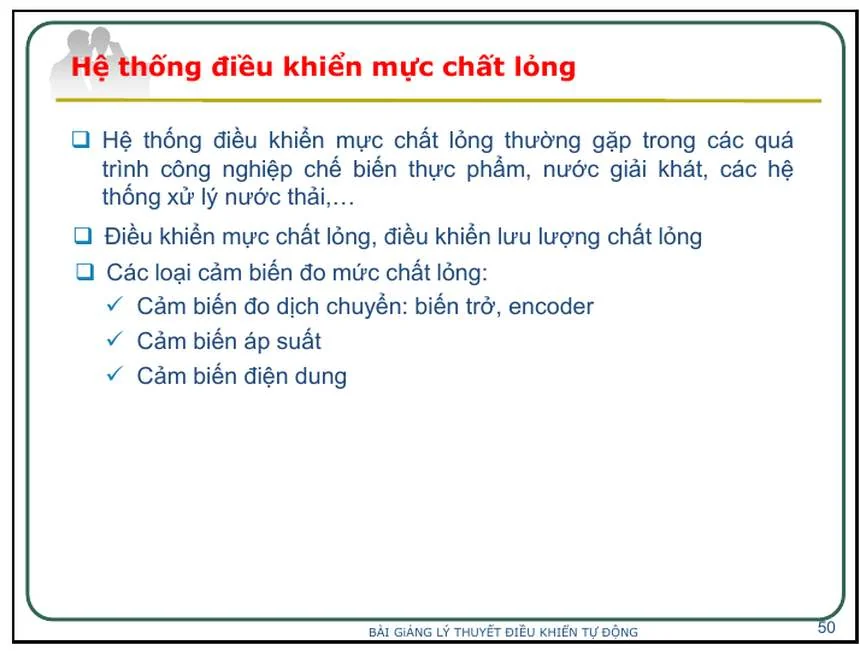 Hệ thống điều khiển mực chất lỏng
Hệ thống điều khiển mực chất lỏng thường gặp trong các quá
trình công nghiệp chế biến thực phẩm, nước giải khát, các hệ
thống xử lý nước thải,…
Điều khiển mực chất lỏng, điều khiển lưu lượng chất lỏng
Các loại cảm biến đo mức chất lỏng:
Cảm biến đo dịch chuyển: biến trở, encoder
Cảm biến áp suất
Cảm biến điện dung
BÀI GiẢNG LÝ THUYẾT ĐIỀU KHIỂN TỰ ĐỘNG
50